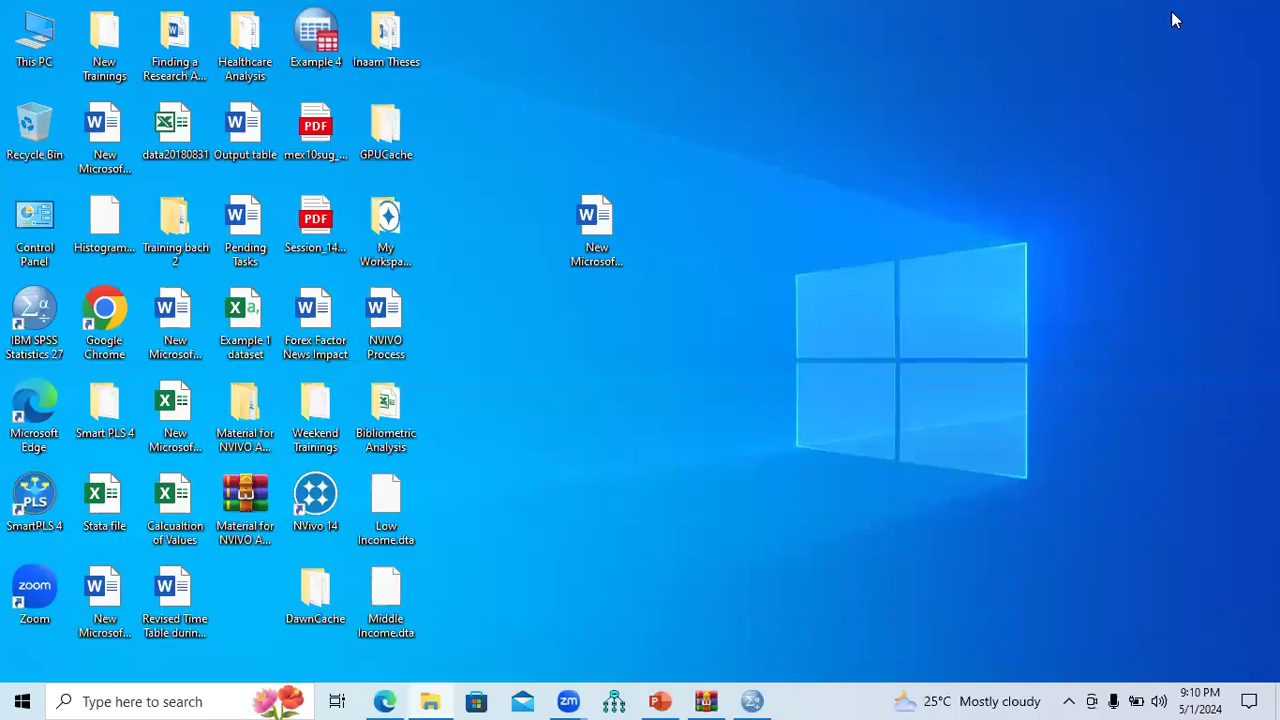 This PC
New
Trainings
Finding a
Research A...
Healthcare
Analysis
Example 4
Inaam Theses
Recycle Bin
New
Microsof...
data20180831
Output table
PDF
mex10sug_...
GPUCache
Control
Panel
Histogram...
Training bach
2
Pending
Tasks
PDF
Session_14...
My
Workspa...
New
Microsof...
IBM SPSS
Statistics 27
Google
Chrome
New
Microsof...
Example 1
dataset
Forex Factor
News Impact
NVIVO
Process
Microsoft
Edge
Smart PLS 4
New
Microsof...
Material for
NVIVO A...
Weekend
Trainings
Bibliometric
Analysis
PLS
SmartPLS 4
Stata file
Calcualtion
of Values
Material for
NVIVO A...
NVivo 14
Low
Income.dta
zoom
Zoom
New
Microsof...
Revised Time
Table durin...
DawnCache
Middle
Income.dta
Type here to search
zm
25°C Mostly cloudy
9:10 PM
5/1/2024